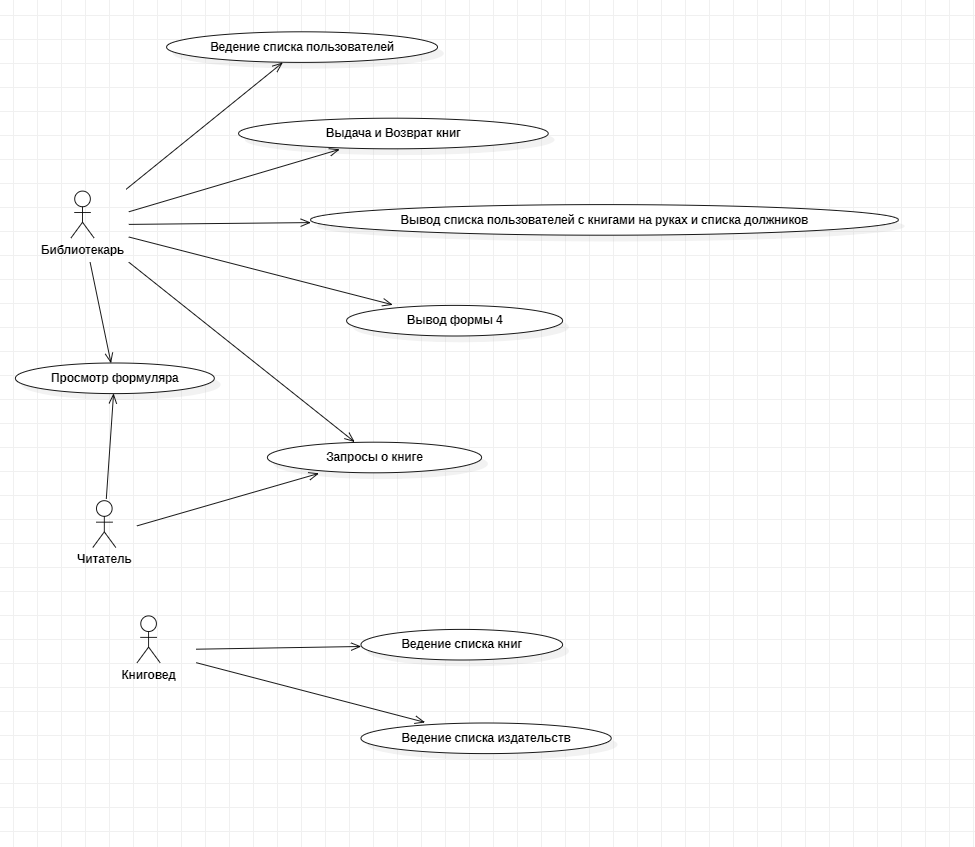 Ведение списка пользователей
Выдача и Возврат книг
Вывод списка пользователей с книгами на руках и списка должников
Библиотекарь
Вывод формы 4
Просмотр формуляра
Запросы о книге
Читатель
Ведение списка книг
Книговед
Ведение списка издательств